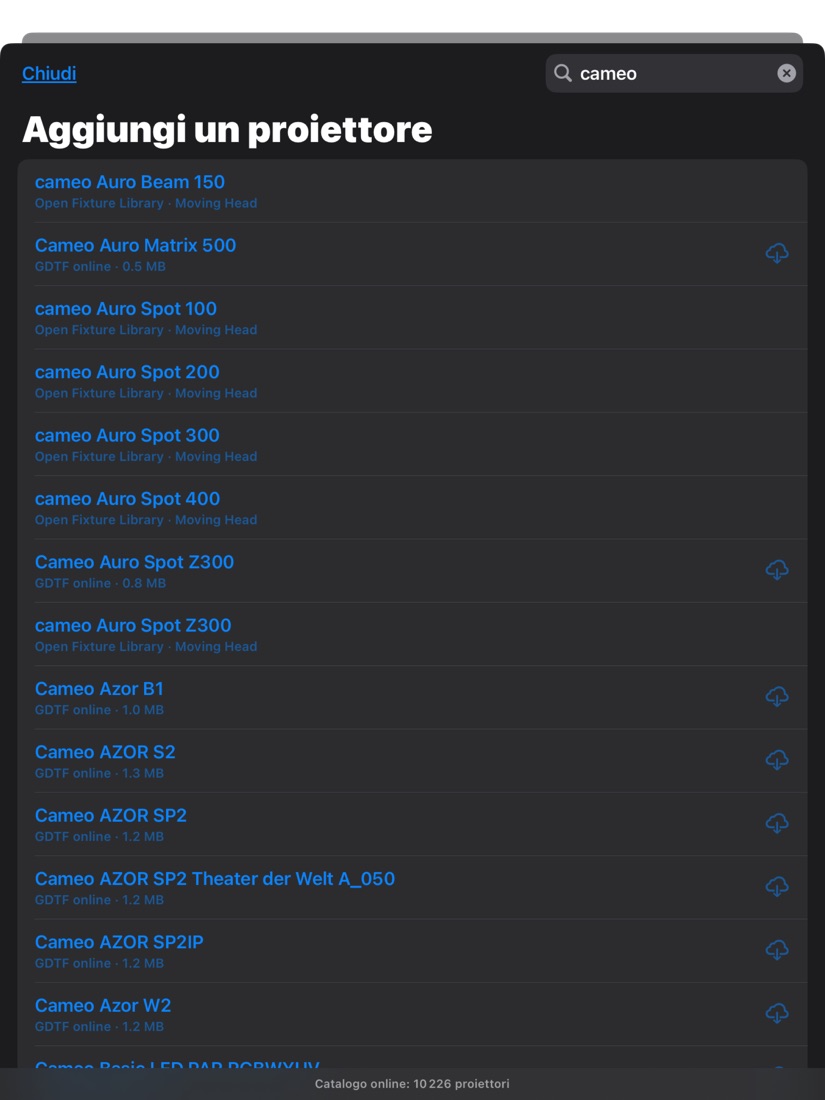 Chiudi
cameo
Aggiungi un proiettore
cameo Auro Beam 150
Open Fixture Library · Moving Head
Cameo Auro Matrix 500
GDTF online · 0.5 MB
cameo Auro Spot 100
Open Fixture Library · Moving Head
cameo Auro Spot 200
Open Fixture Library · Moving Head
cameo Auro Spot 300
Open Fixture Library · Moving Head
cameo Auro Spot 400
Open Fixture Library · Moving Head
Cameo Auro Spot Z300
GDTF online · 0.8 MB
cameo Auro Spot Z300
Open Fixture Library · Moving Head
Cameo Azor B1
GDTF online · 1.0 MB
Cameo AZOR S2
GDTF online · 1.3 MB
Cameo AZOR SP2
GDTF online · 1.2 MB
Cameo AZOR SP2 Theater der Welt A_050
GDTF online · 1.2 MB
Cameo AZOR SP2IP
GDTF online · 1.2 MB
Cameo Azor W2
GDTF online · 1.2 MB
Cameo Basic LED PAR RGBWXUV
Catalogo online: 10 226 proiettori